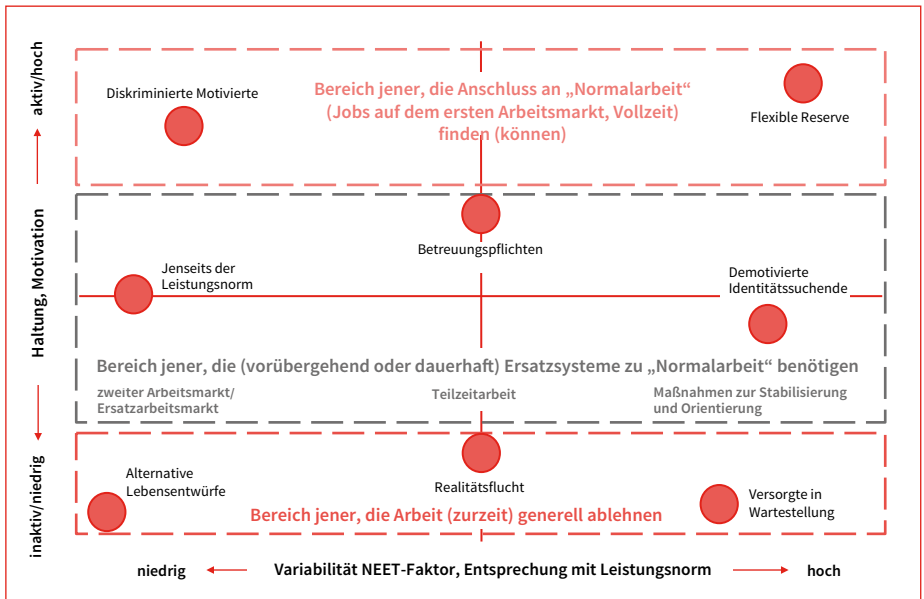 aktiv/hoch
Haltung, Motivation
inaktiv/niedrig
Diskriminierte Motivierte
Bereich jener, die Anschluss an „Normalarbeit“
(Jobs auf dem ersten Arbeitsmarkt, Vollzeit)
finden (können)
Flexible Reserve
Betreuungspflichten
Jenseits der
Leistungsnorm
Demotivierte
Identitätssuchende
Bereich jener, die (vorübergehend oder dauerhaft) Ersatzsysteme zu „Normalarbeit“ benötigen
zweiter Arbeitsmarkt/
Ersatzarbeitsmarkt
Teilzeitarbeit
Maßnahmen zur Stabilisierung
und Orientierung
Alternative
Lebensentwürfe
Realitätsflucht
Versorgte in
Wartestellung
Bereich jener, die Arbeit (zurzeit) generell ablehnen
niedrig
Variabilität NEET-Faktor, Entsprechung mit Leistungsnorm
hoch